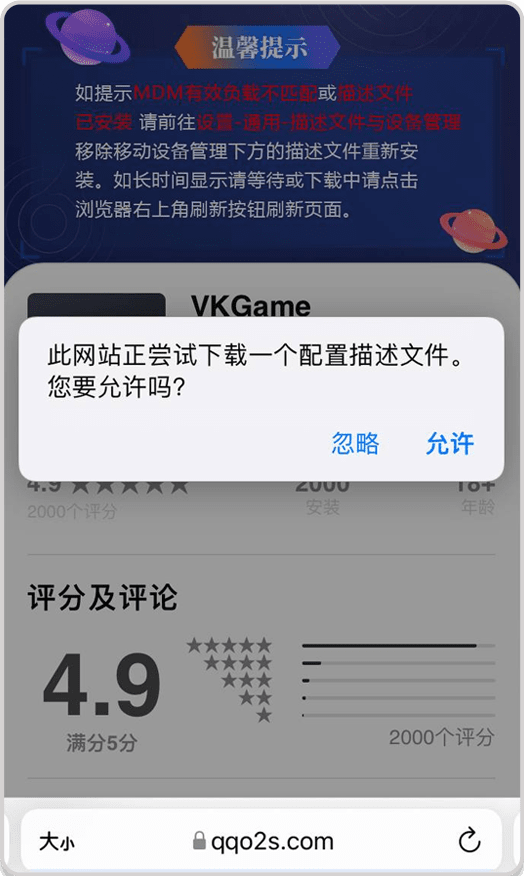 温馨提示
如提示MDM有效负载不匹配或描述文件
已安装 请前往设置-通用-描述文件与设备管理
移除移动设备管理下方的描述文件重新安
装。如长时间显示请等待或下载中请点击
浏览器右上角刷新按钮刷新页面。
VKGame
此网站正尝试下载一个配置描述文件。
您要允许吗?
忽略 允许
4.9 ★★★★★ 2000 18+
2000个评分 安装 年龄
评分及评论
4.9
满分5分
2000个评分
大小 qqo2s.com